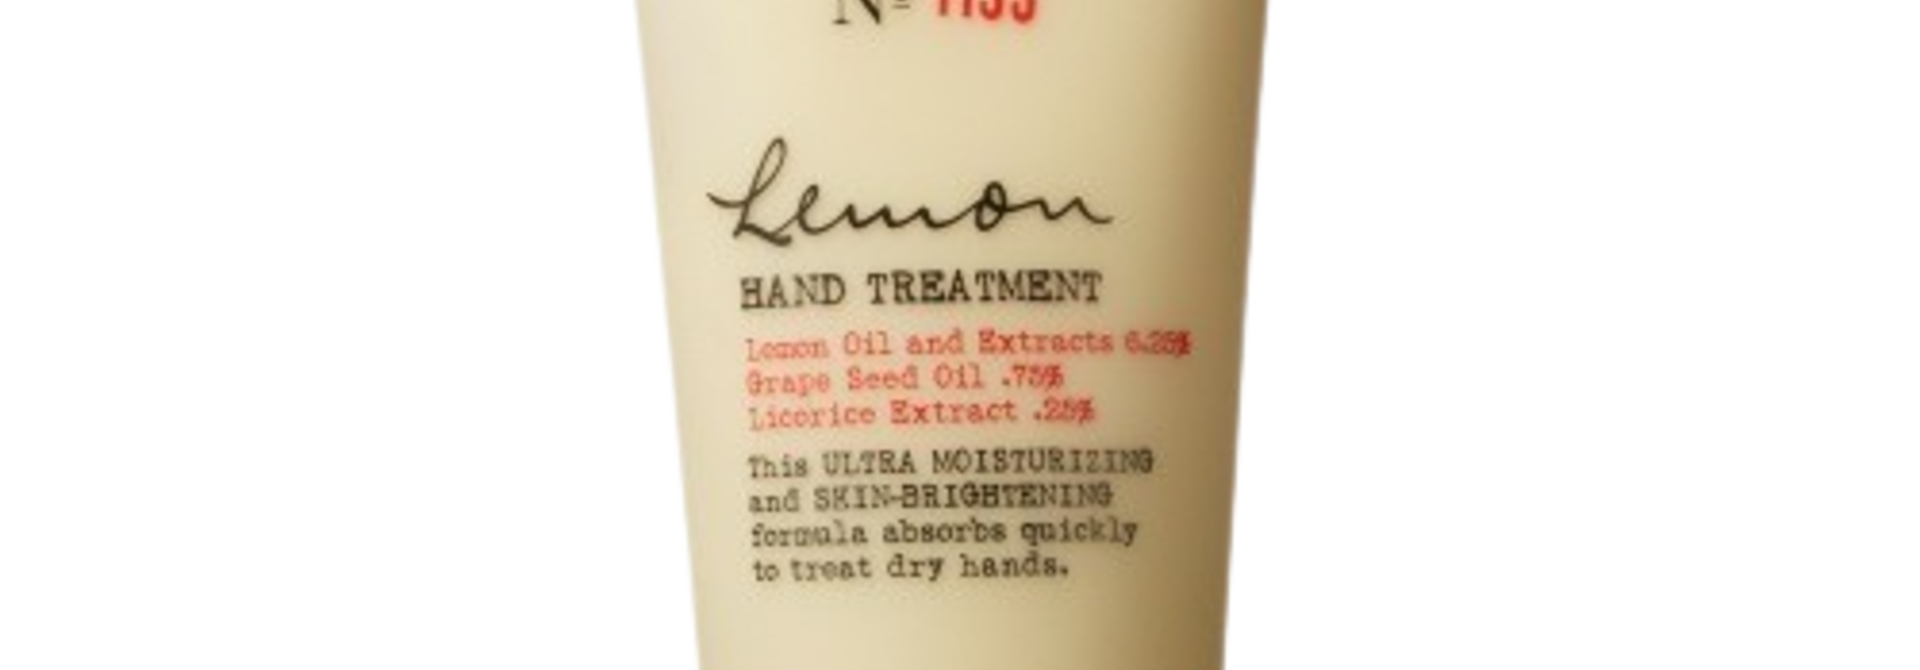 Nº
Lemon
HAND TREATMENT
Lemon Oil and Extracts 6.25%
Grape Seed Oil .75%
Licorice Extract .25%
This ULTRA MOISTURIZING
and SKIN-BRIGHTENING
formula absorbs quickly
to treat dry hands.